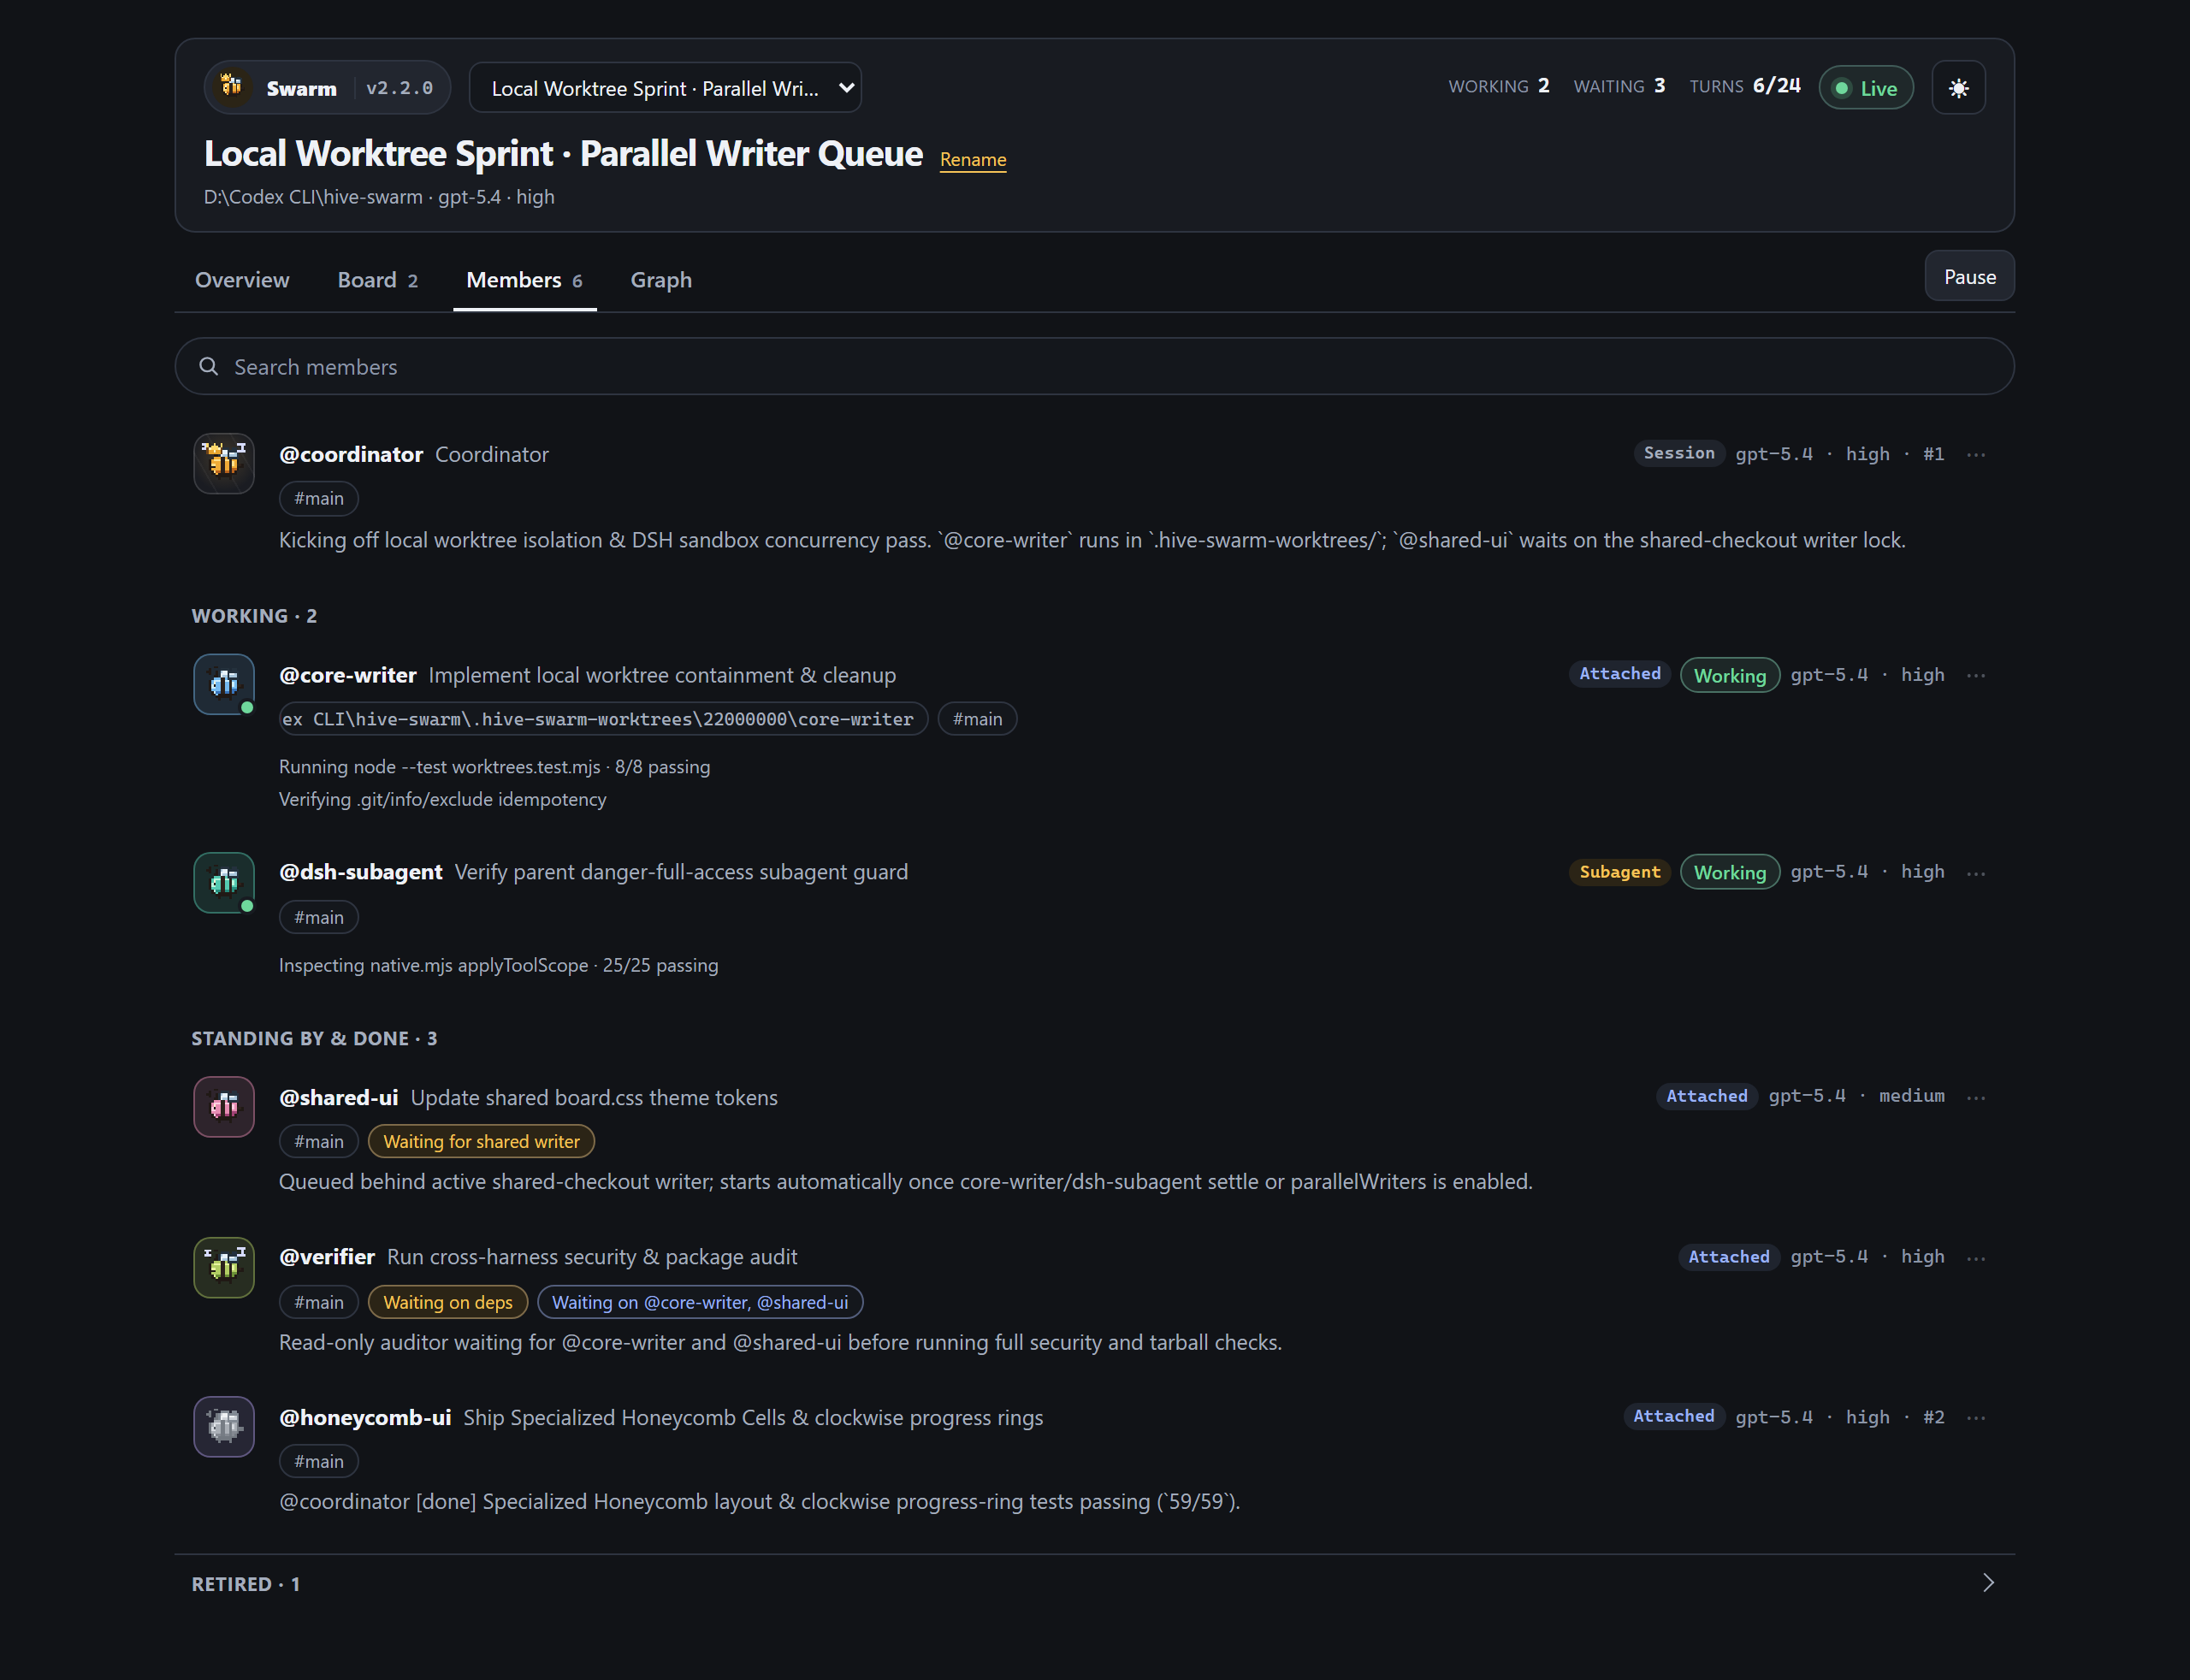 Swarm v2.2.0 Local Worktree Sprint · Parallel Wri... WORKING 2 WAITING 3 TURNS 6/24 Live
Local Worktree Sprint · Parallel Writer Queue Rename
D:\Codex CLI\hive-swarm · gpt-5.4 · high
Overview Board 2 Members 6 Graph Pause
Search members
@coordinator Coordinator Session gpt-5.4 · high · #1 ...
#main
Kicking off local worktree isolation & DSH sandbox concurrency pass. `@core-writer` runs in `.hive-swarm-worktrees/`; `@shared-ui` waits on the shared-checkout writer lock.
WORKING · 2
@core-writer Implement local worktree containment & cleanup Attached Working gpt-5.4 · high ...
ex CLI\hive-swarm\.hive-swarm-worktrees\22000000\core-writer #main
Running node --test worktrees.test.mjs · 8/8 passing
Verifying .git/info/exclude idempotency
@dsh-subagent Verify parent danger-full-access subagent guard Subagent Working gpt-5.4 · high ...
#main
Inspecting native.mjs applyToolScope · 25/25 passing
STANDING BY & DONE · 3
@shared-ui Update shared board.css theme tokens Attached gpt-5.4 · medium ...
#main Waiting for shared writer
Queued behind active shared-checkout writer; starts automatically once core-writer/dsh-subagent settle or parallelWriters is enabled.
@verifier Run cross-harness security & package audit Attached gpt-5.4 · high ...
#main Waiting on deps Waiting on @core-writer, @shared-ui
Read-only auditor waiting for @core-writer and @shared-ui before running full security and tarball checks.
@honeycomb-ui Ship Specialized Honeycomb Cells & clockwise progress rings Attached gpt-5.4 · high · #2 ...
#main
@coordinator [done] Specialized Honeycomb layout & clockwise progress-ring tests passing (`59/59`).
RETIRED · 1